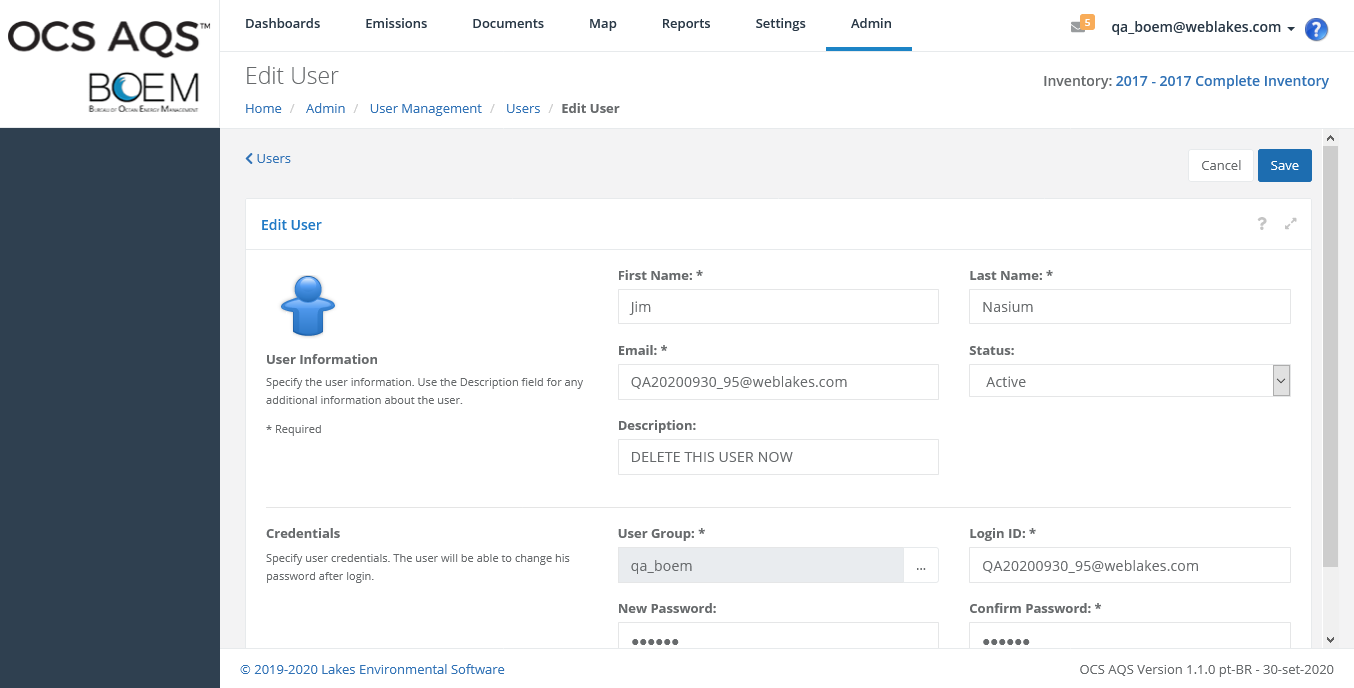 OCS AQS™
BOEM
Bureau of Ocean Energy Management
Dashboards
Emissions
Documents
Map
Reports
Settings
Admin
5
qa_boem@weblakes.com
?
Edit User
Inventory: 2017 - 2017 Complete Inventory
Home / Admin / User Management / Users / Edit User
Users
Cancel
Save
Edit User
?
First Name: *
Last Name: *
Jim
Nasium
User Information
Specify the user information. Use the Description field for any
additional information about the user.
* Required
Email: *
Status:
QA20200930_95@weblakes.com
Active
Description:
DELETE THIS USER NOW
Credentials
Specify user credentials. The user will be able to change his
password after login.
User Group: *
Login ID: *
qa_boem
...
QA20200930_95@weblakes.com
New Password:
Confirm Password: *
●●●●●●
●●●●●●
© 2019-2020 Lakes Environmental Software
OCS AQS Version 1.1.0 pt-BR - 30-set-2020